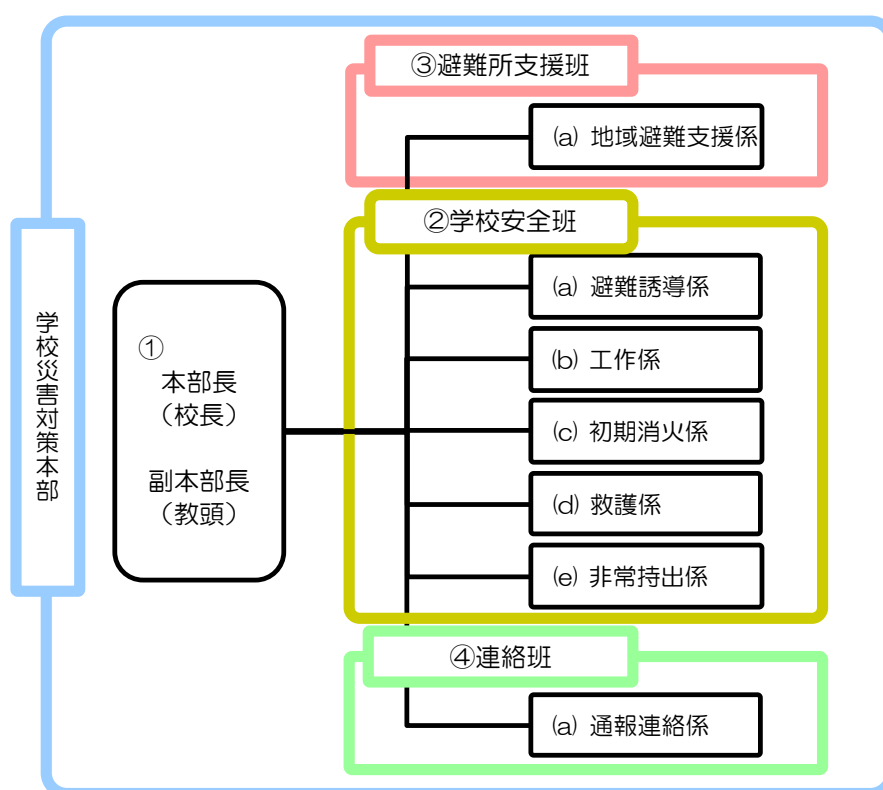 学校災害対策本部
①
本部長
（校長）
副本部長
（教頭）
③避難所支援班
(a) 地域避難支援係
②学校安全班
(a) 避難誘導係
(b) 工作係
(c) 初期消火係
(d) 救護係
(e) 非常持出係
④連絡班
(a) 通報連絡係